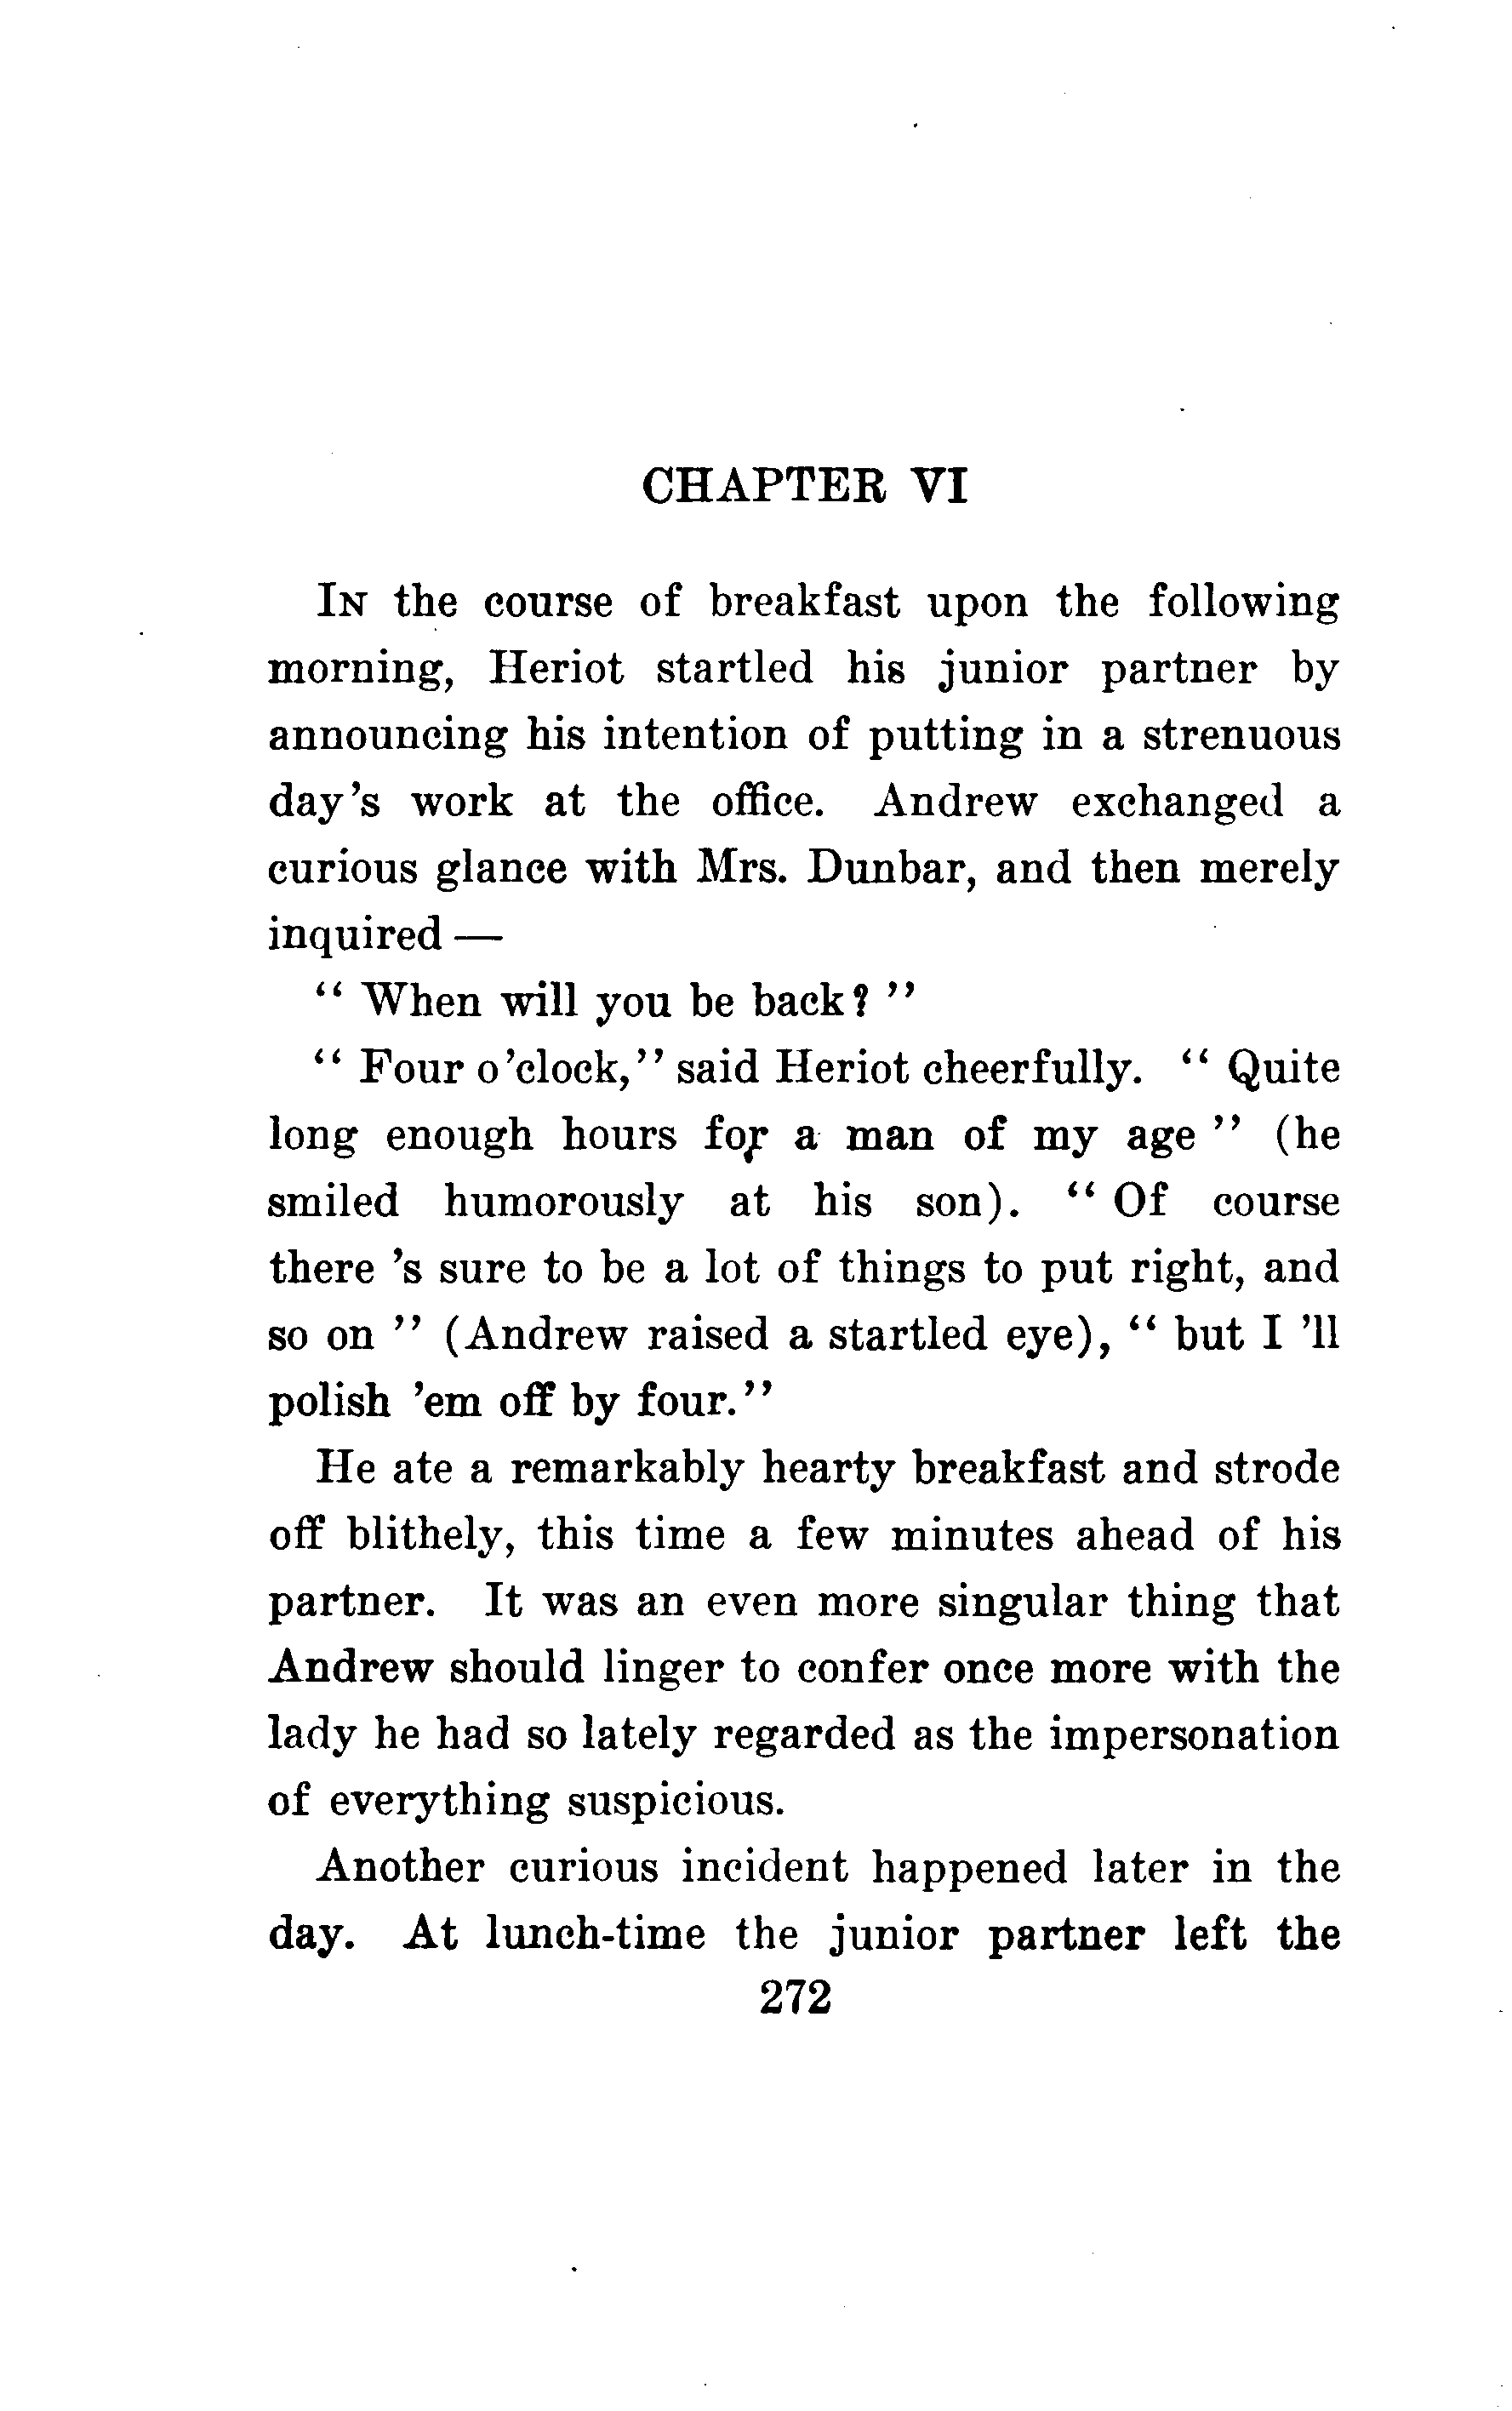 CHAPTER VI
IN the course of breakfast upon the following
morning, Heriot startled his junior partner by
announcing his intention of putting in a strenuous
day's work at the office. Andrew exchanged a
curious glance with Mrs. Dunbar, and then merely
inquired —
" When will you be back? "
" Four o'clock," said Heriot cheerfully. " Quite
long enough hours for a man of my age " (he
smiled humorously at his son). " Of course
there 's sure to be a lot of things to put right, and
so on " (Andrew raised a startled eye), " but I 'll
polish 'em off by four."
He ate a remarkably hearty breakfast and strode
off blithely, this time a few minutes ahead of his
partner. It was an even more singular thing that
Andrew should linger to confer once more with the
lady he had so lately regarded as the impersonation
of everything suspicious.
Another curious incident happened later in the
day. At lunch-time the junior partner left the
272